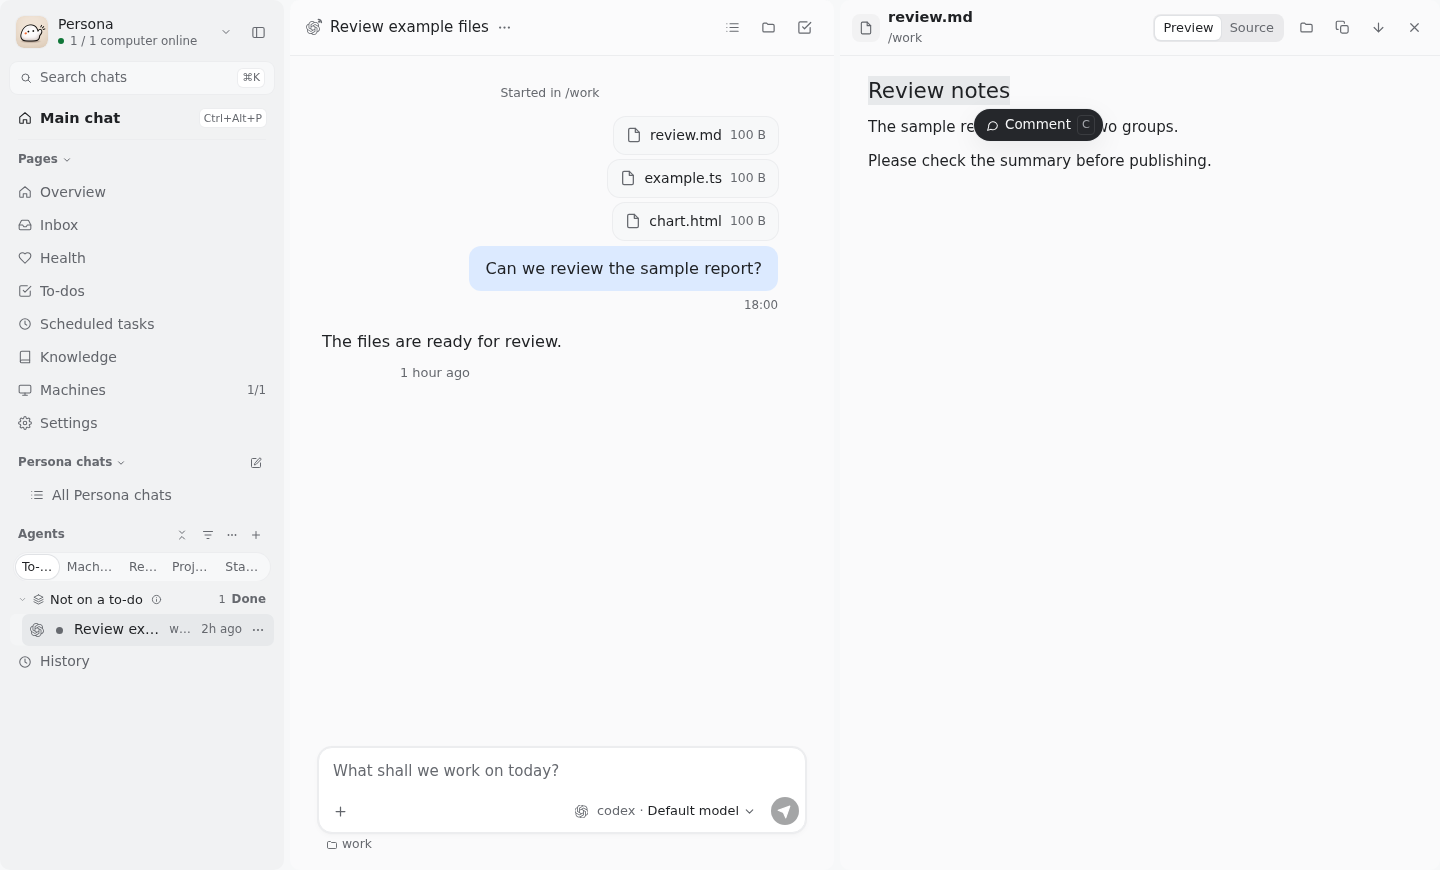 Persona
1 / 1 computer online
Search chats
⌘K
Main chat
Ctrl+Alt+P
Pages
Overview
Inbox
Health
To-dos
Scheduled tasks
Knowledge
Machines
1/1
Settings
Persona chats
All Persona chats
Agents
To-...
Mach...
Re...
Proj...
Sta...
Not on a to-do
1 Done
Review ex...
w...
2h ago
History
Review example files
Started in /work
review.md 100 B
example.ts 100 B
chart.html 100 B
Can we review the sample report?
18:00
The files are ready for review.
1 hour ago
What shall we work on today?
codex · Default model
work
review.md
/work
Preview
Source
Review notes
Comment C
The sample re
wo groups.
Please check the summary before publishing.